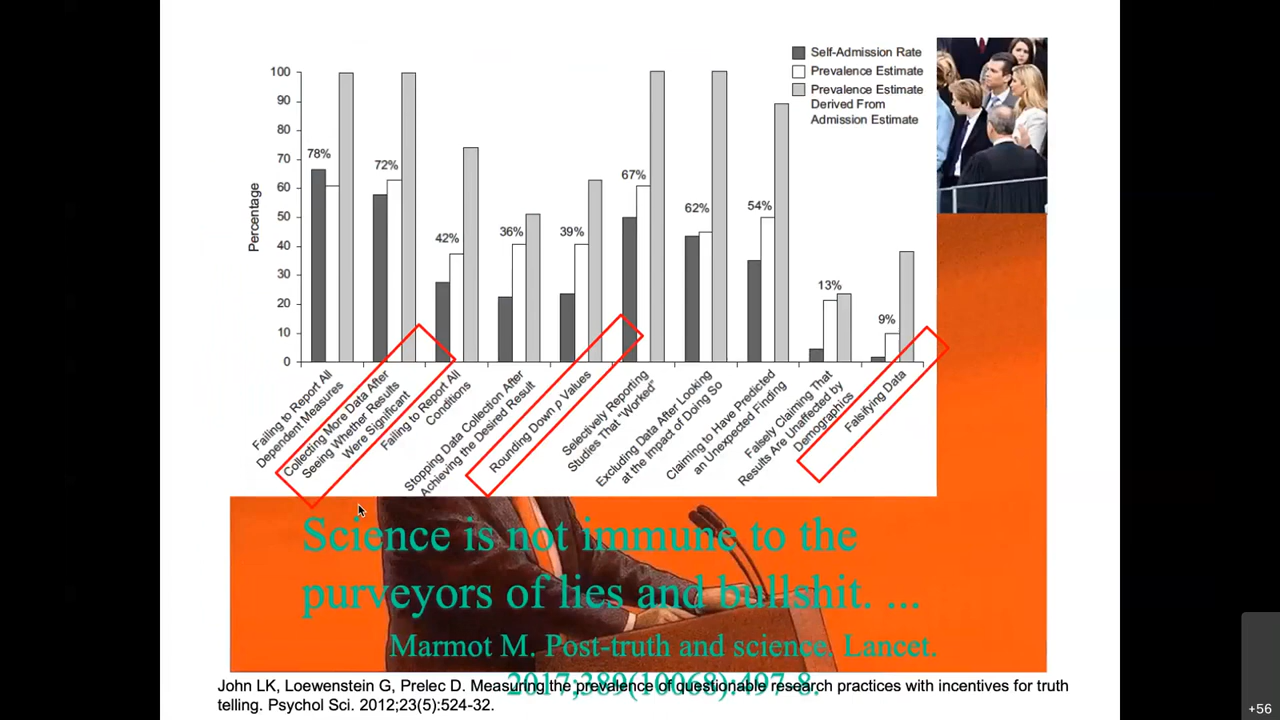 Self-Admission Rate
Prevalence Estimate
Prevalence Estimate
Derived From
Admission Estimate
Percentage
100
90
80
70
60
50
40
30
20
10
0
78%
72%
42%
36%
39%
67%
62%
54%
13%
9%
Failing to Report All
Dependent Measures
Collecting More Data After
Seeing Whether Results
Were Significant
Failing to Report All
Conditions
Stopping Data Collection After
Achieving the Desired Result
Rounding Down p Values
Selectively Reporting
Studies That "Worked"
Excluding Data After Looking
at the Impact of Doing So
Claiming to Have Predicted
an Unexpected Finding
Falsely Claiming That
Results Are Unaffected by
Demographics
Falsifying Data
Science is not immune to the
purveyors of lies and bullshit. ...
Marmot M. Post-truth and science. Lancet.
2017;389(10068):497-8.
John LK, Loewenstein G, Prelec D. Measuring the prevalence of questionable research practices with incentives for truth
telling. Psychol Sci. 2012;23(5):524-32.
+56